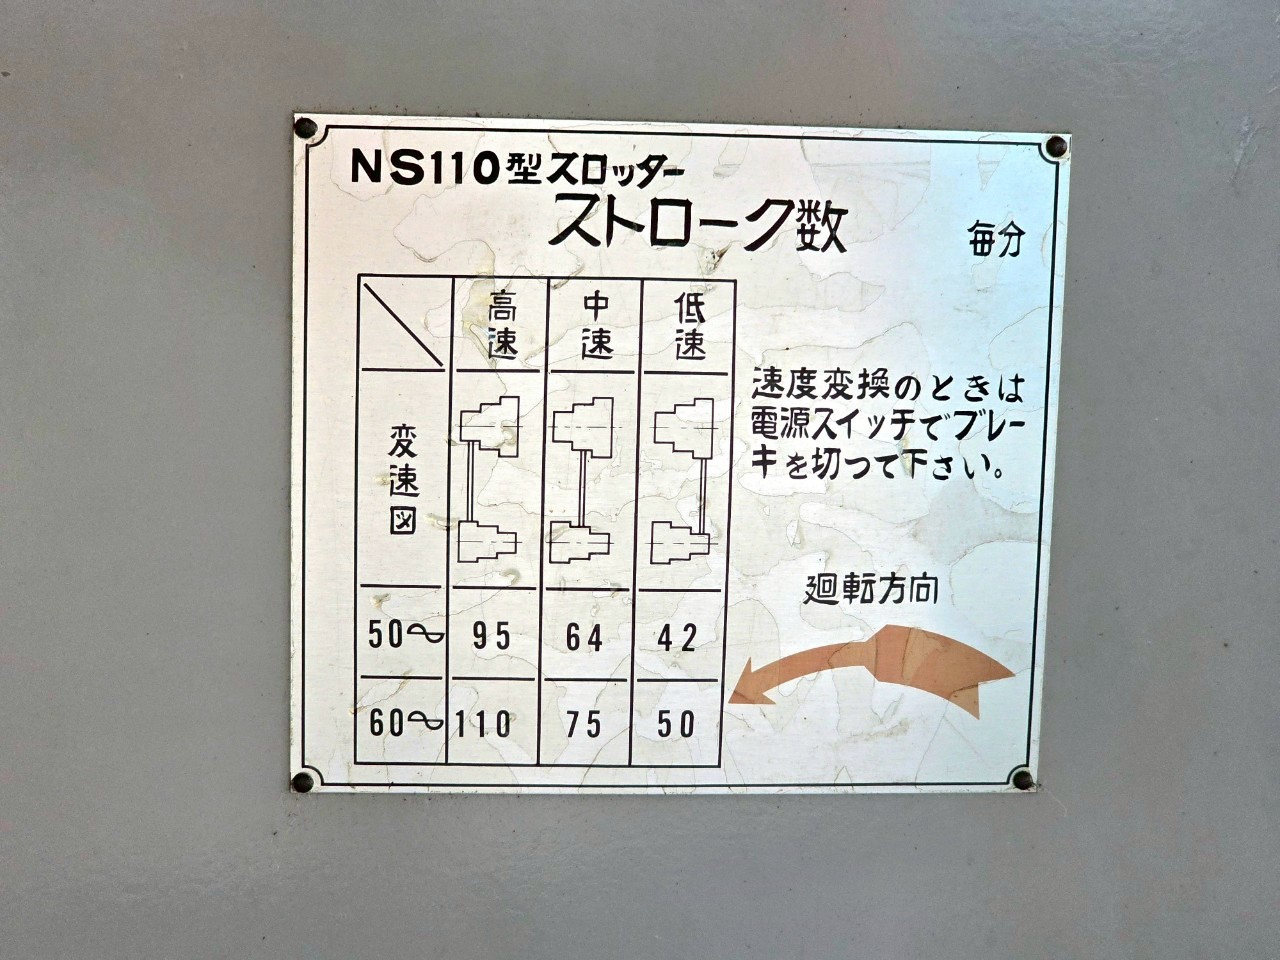 NS110型スロッター
ストローク数
毎分
高速 中速 低速
変速図
50〜 95 64 42
60〜 110 75 50
速度変換のときは
電源スイッチでブレー
キを切つて下さい。
廻転方向